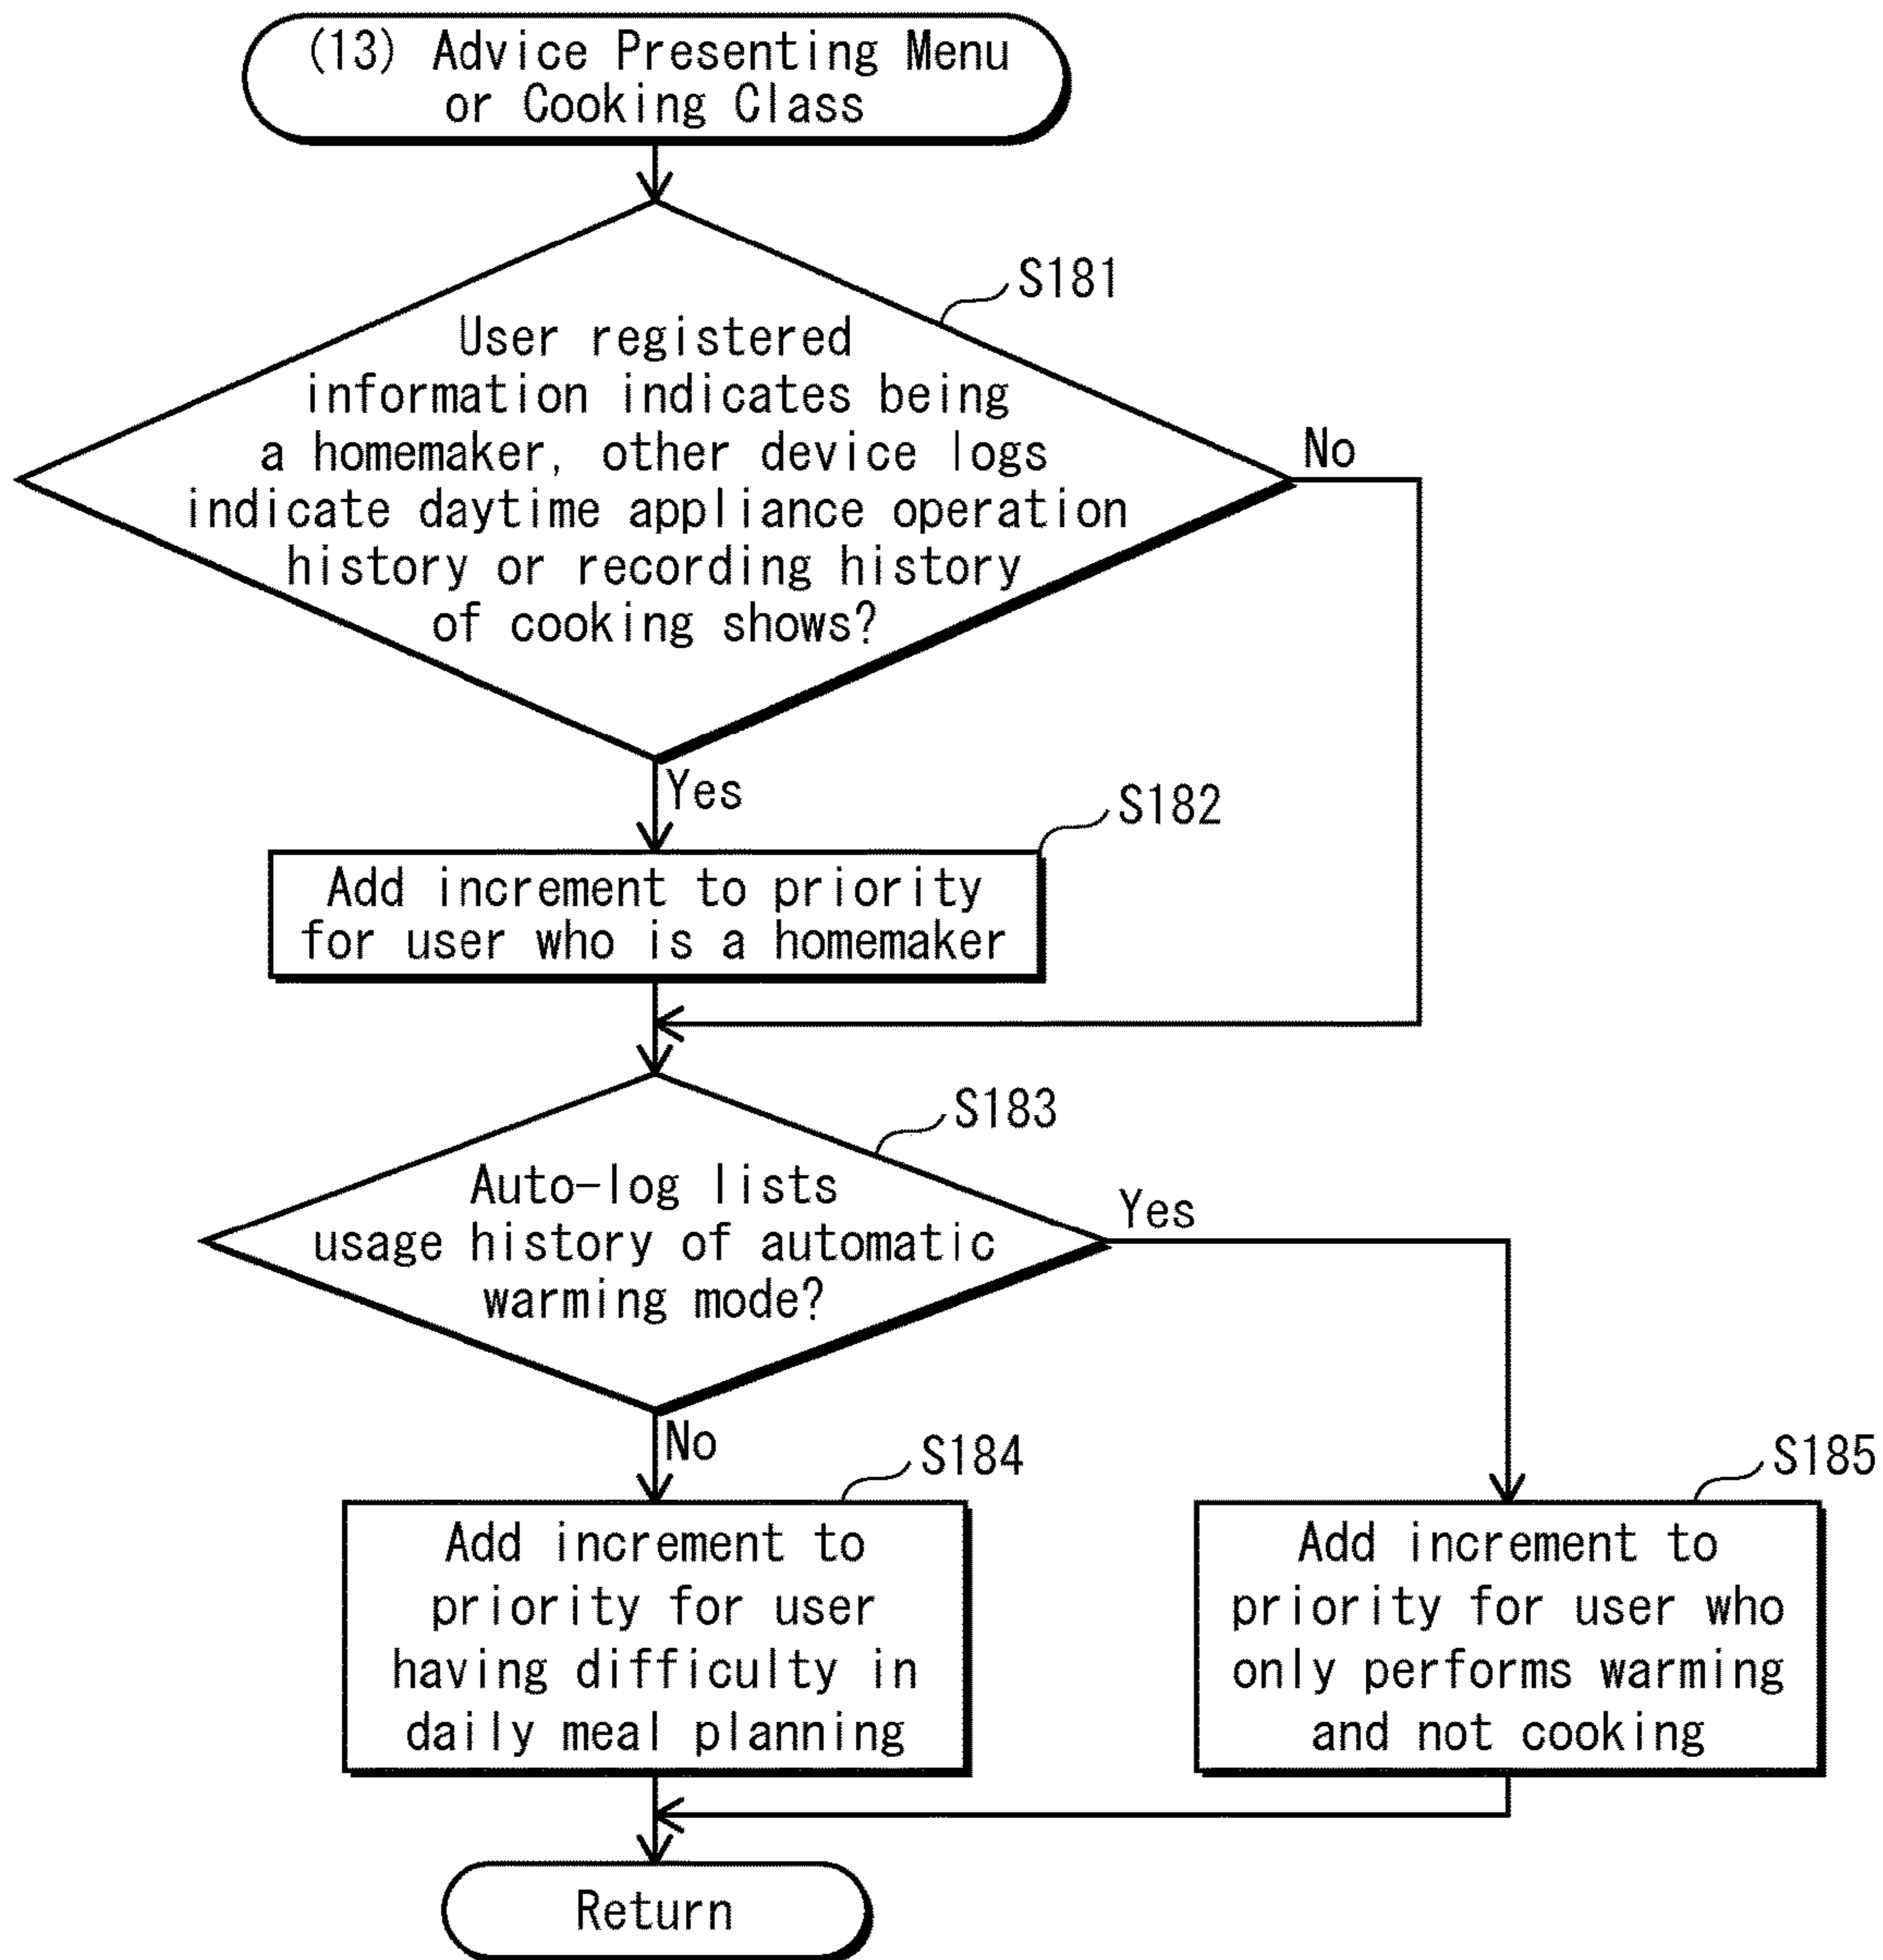 (13) Advice Presenting Menu
or Cooking Class
S181
User registered
information indicates being
a homemaker, other device logs
indicate daytime appliance operation
history or recording history
of cooking shows?
No
Yes
S182
Add increment to priority
for user who is a homemaker
S183
Auto-log lists
usage history of automatic
warming mode?
Yes
No
S184
Add increment to
priority for user
having difficulty in
daily meal planning
S185
Add increment to
priority for user who
only performs warming
and not cooking
Return